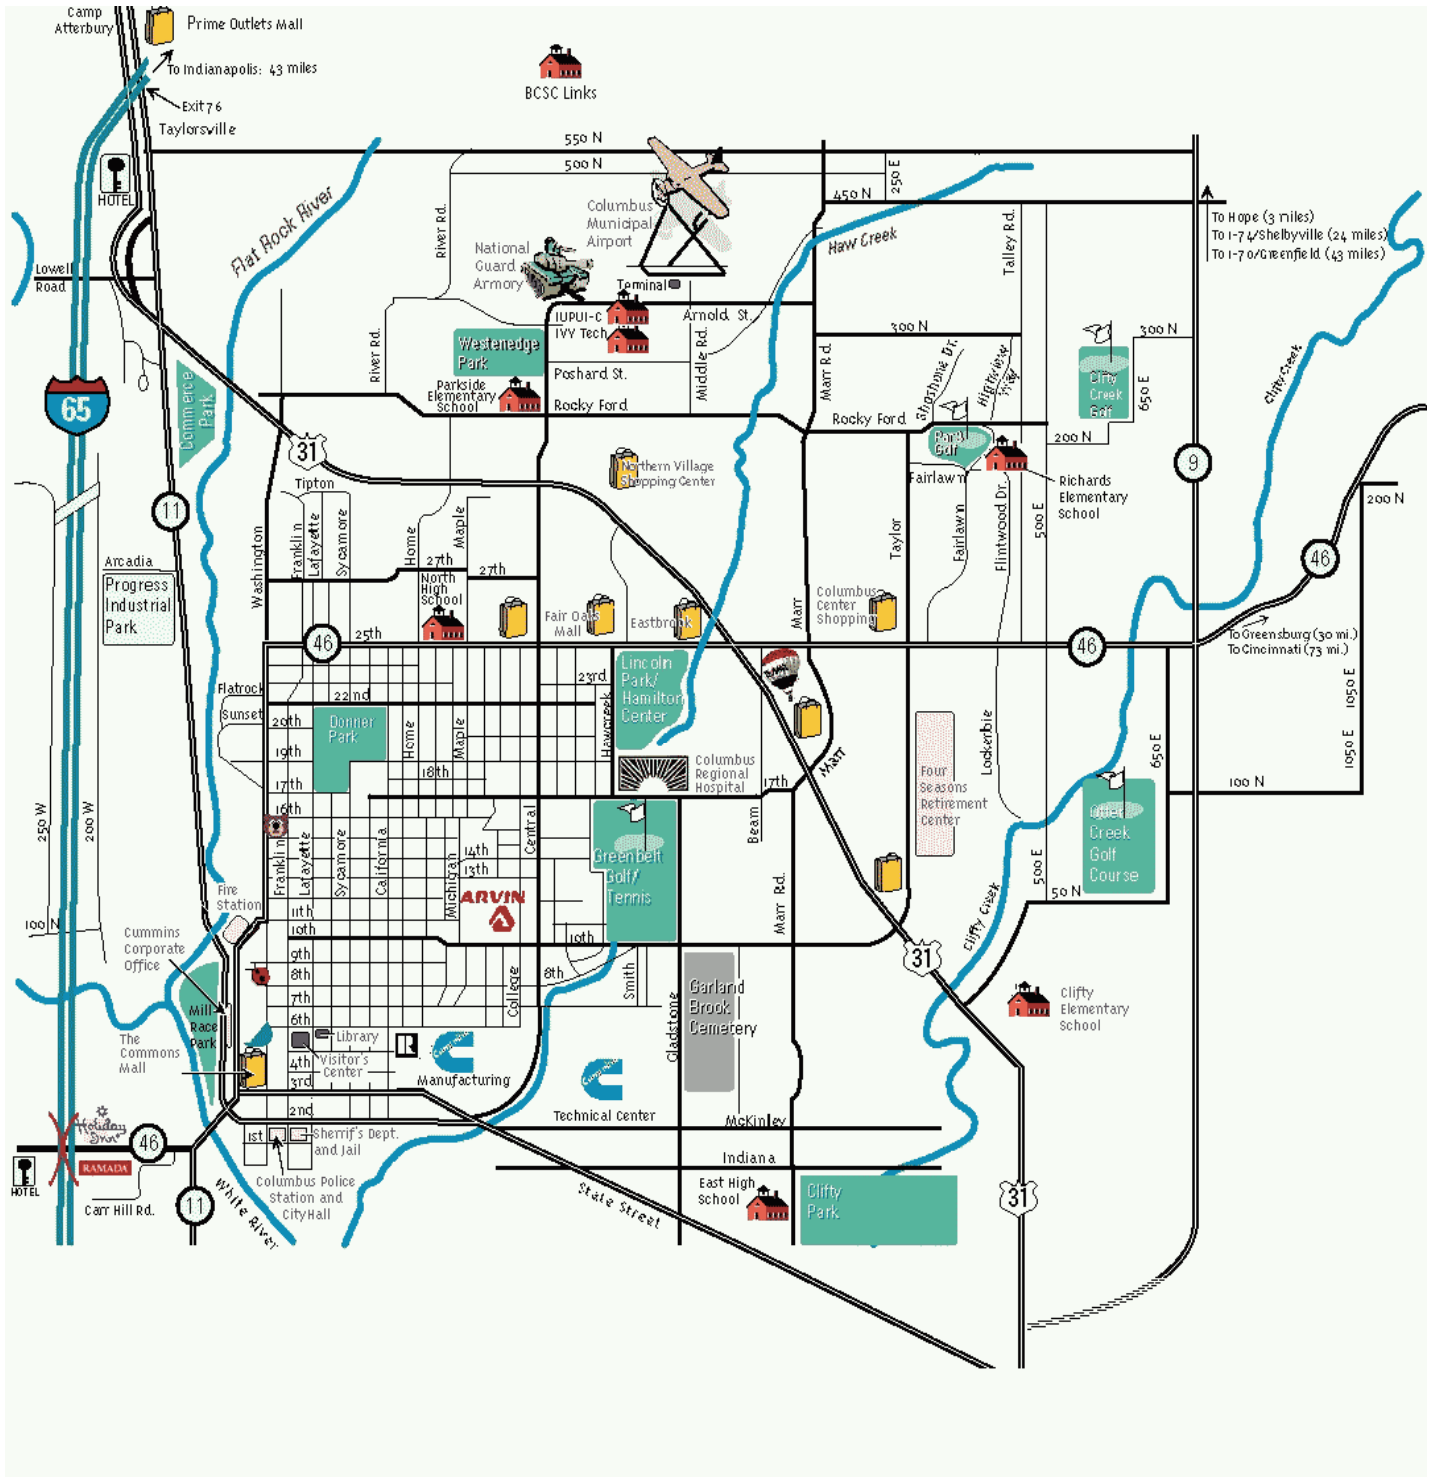 Camp
Atterbury
Prime Outlets Mall
To Indianapolis: 43 miles
BCSC Links
Exit 76
Taylorsville
550 N
500 N
250 E
450 N
HOTEL
Flat Rock River
River Rd.
Columbus
Municipal
Airport
National
Guard
Armory
Haw Creek
Talley Rd.
To Hope (3 miles)
To I-74/Shelbyville (24 miles)
To I-70/Greenfield (43 miles)
Lowell
Road
Terminal
IUPUI-C
IVY Tech
Arnold St.
300 N
300 N
River Rd.
Westenedge
Park
Poshard St.
Middle Rd.
Marr Rd.
Shoshone Dr.
Clifty
Creek
Golf
650 E
Clifty Creek
65
Commerce
Park
Parkside
Elementary
School
Rocky Ford
Rocky Ford
Park
Golf
200 N
31
Northern Village
Shopping Center
9
Tipton
Fairlawn
Richards
Elementary
School
200 N
11
Washington
Franklin
Lafayette
Sycamore
Home
Maple
Taylor
Fairlawn
Flintwood Dr.
500 E
46
Arcadia
Progress
Industrial
Park
27th
27th
North
High
School
Fair Oaks
Mall
Eastbrook
Marr
Columbus
Center
Shopping
46
25th
46
To Greensburg (30 mi.)
To Cincinnati (73 mi.)
Lincoln
Park/
Hamilton
Center
23rd
Flatrock
22nd
Sunset
20th
Donner
Park
Home
Maple
Hawcreek
1050 E
19th
18th
17th
Columbus
Regional
Hospital
17th
Marr
Four
Seasons
Retirement
Center
Lockerbie
650 E
1050 E
100 N
16th
250 W
200 W
Franklin
Lafayette
Sycamore
California
Michigan
Central
14th
13th
Greenbelt
Golf/
Tennis
Beam
Otter
Creek
Golf
Course
500 E
50 N
ARVIN
Fire
Station
11th
10th
10th
Marr Rd.
Clifty Creek
100 N
Cummins
Corporate
Office
9th
8th
8th
7th
6th
College
Smith
Gladstone
Garland
Brook
Cemetery
31
Clifty
Elementary
School
Mill
Race
Park
The
Commons
Mall
Library
Visitor's
Center
4th
3rd
2nd
Manufacturing
Technical Center
McKinley
Holiday
Inn
46
RAMADA
HOTEL
Carr Hill Rd.
1st
Sherrif's Dept.
and Jail
Columbus Police
Station and
City Hall
11
White River
Indiana
State Street
East High
School
Clifty
Park
31